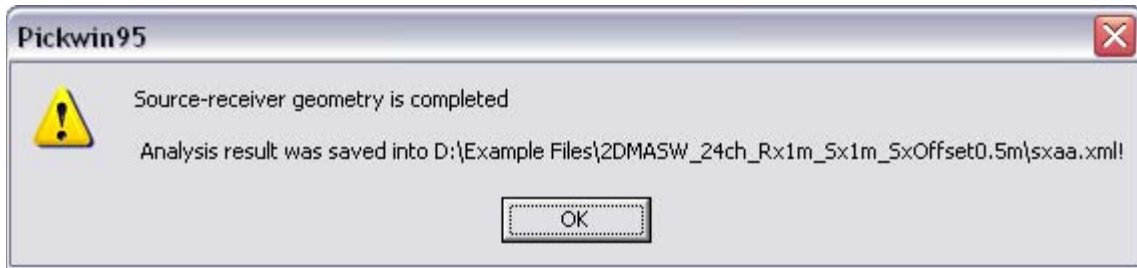 Pickwin95
Source-receiver geometry is completed
Analysis result was saved into D:\Example Files\2DMASW_24ch_Rx1m_Sx1m_SxOffset0.5m\sxaa.xml!
OK